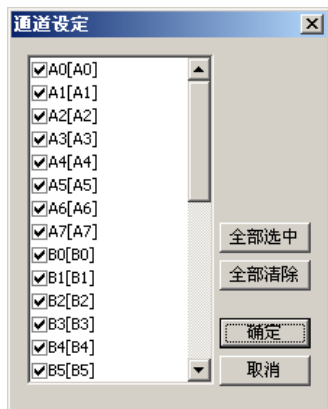 通道设定
A0[A0]
A1[A1]
A2[A2]
A3[A3]
A4[A4]
A5[A5]
A6[A6]
A7[A7]
B0[B0]
B1[B1]
B2[B2]
B3[B3]
B4[B4]
B5[B5]
全部选中
全部清除
确定
取消